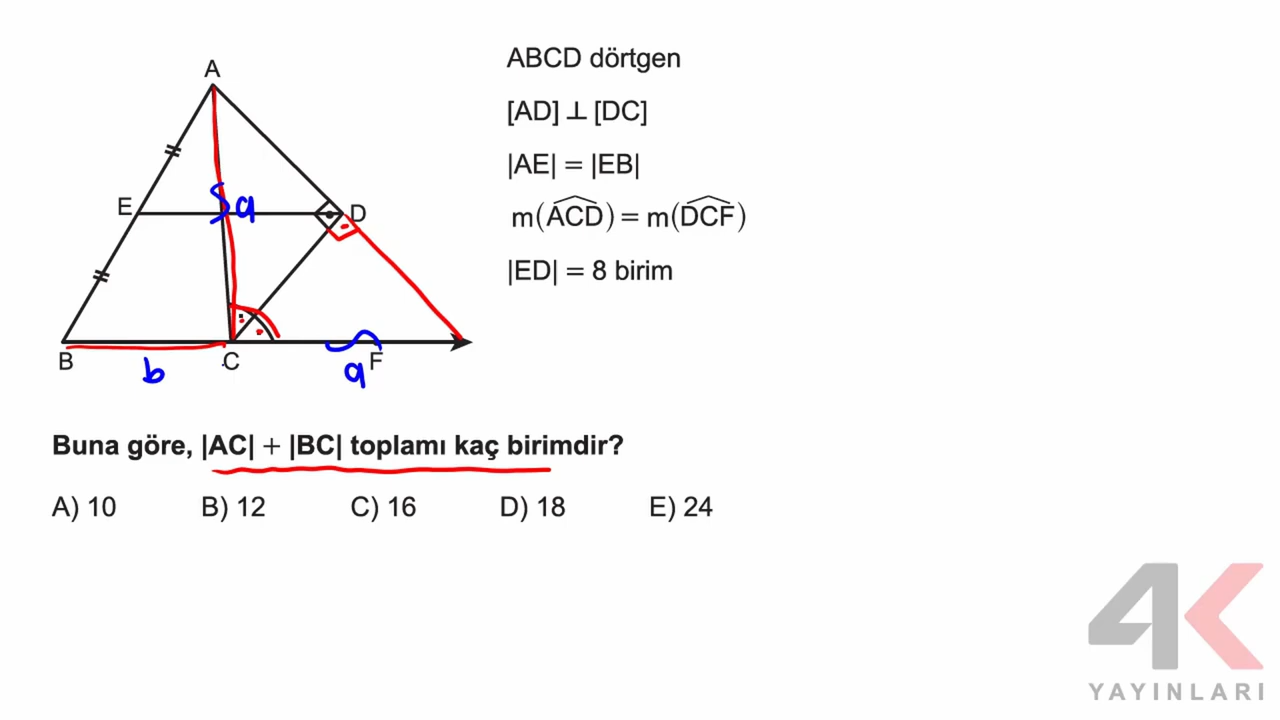 A
ABCD dörtgen
[AD] ⊥ [DC]
|AE| = |EB|
m(ACD) = m(DCF)
|ED| = 8 birim
E
a
D
B
C
F
b
a
Buna göre, |AC| + |BC| toplamı kaç birimdir?
A) 10 B) 12 C) 16 D) 18 E) 24
4K
YAYINLARI